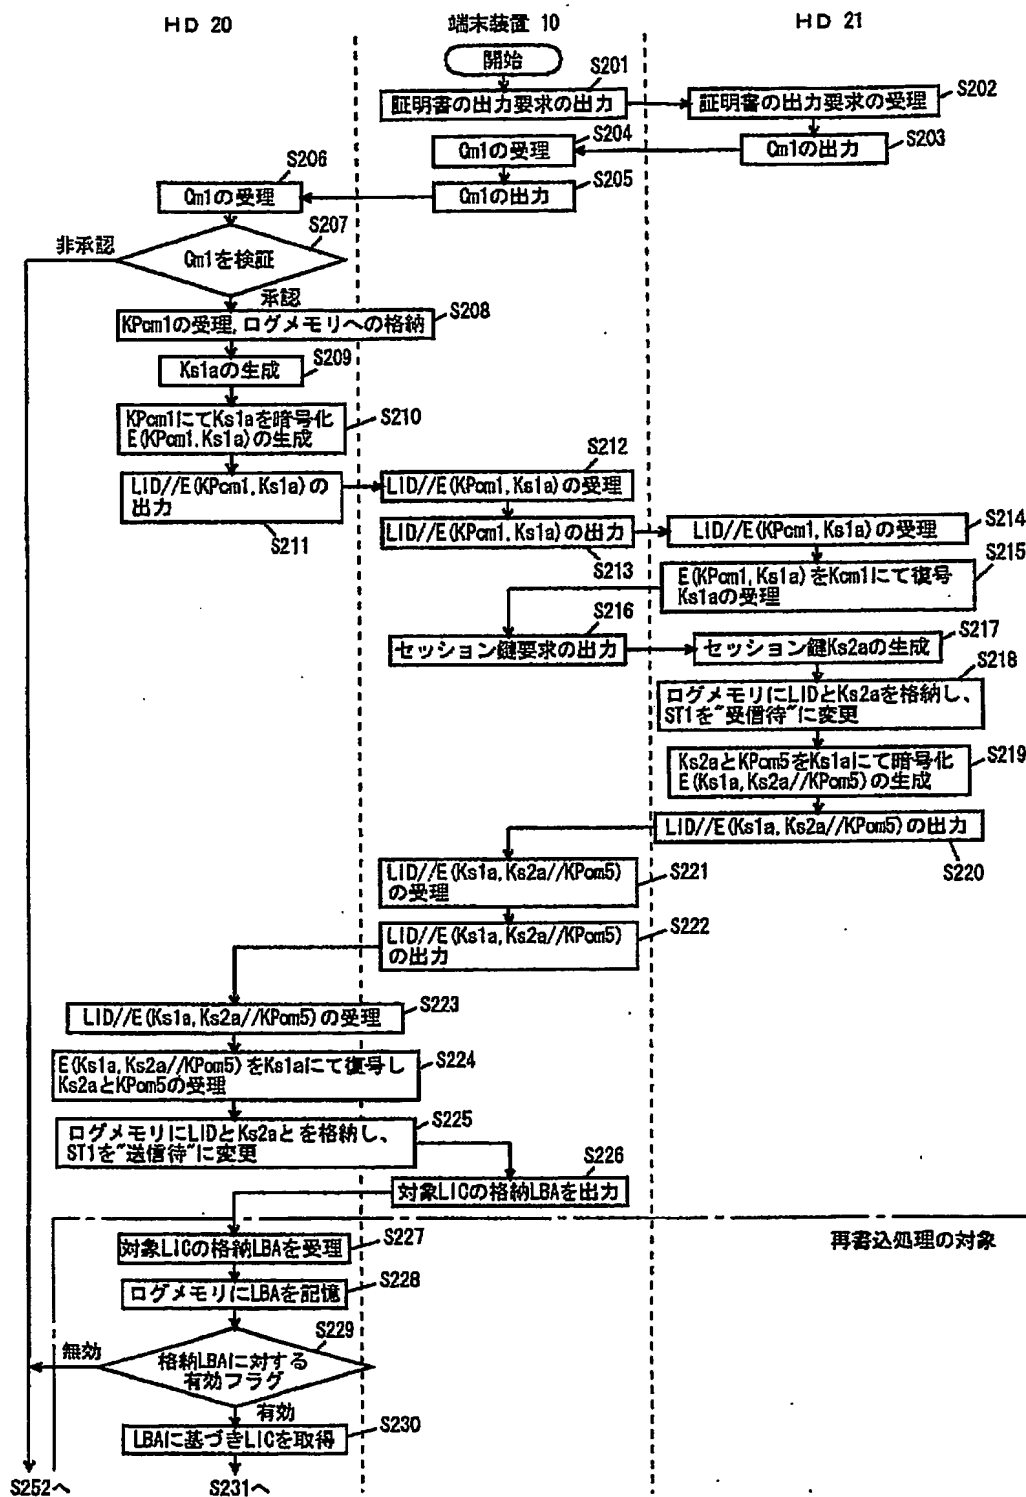 HD 20
端末装置 10
HD 21
開始
S201
証明書の出力要求の出力
S202
証明書の出力要求の受理
S203
Cm1の出力
S204
Cm1の受理
S205
Cm1の出力
S206
Cm1の受理
S207
Cm1を検証
非承認
承認
S208
KPcm1の受理,ログメモリへの格納
S209
Ks1aの生成
S210
KPcm1にてKs1aを暗号化
E(KPcm1,Ks1a)の生成
LID//E(KPcm1,Ks1a)の
出力
S211
S212
LID//E(KPcm1,Ks1a)の受理
LID//E(KPcm1,Ks1a)の出力
S213
S214
LID//E(KPcm1,Ks1a)の受理
S215
E(KPcm1,Ks1a)をKcm1にて復号
Ks1aの受理
S216
セッション鍵要求の出力
S217
セッション鍵Ks2aの生成
S218
ログメモリにLIDとKs2aを格納し、
ST1を"受信待"に変更
S219
Ks2aとKPom5をKs1aにて暗号化
E(Ks1a,Ks2a//KPom5)の生成
LID//E(Ks1a,Ks2a//KPom5)の出力
S220
LID//E(Ks1a,Ks2a//KPom5)
の受理
S221
LID//E(Ks1a,Ks2a//KPom5)
の出力
S222
S223
LID//E(Ks1a,Ks2a//KPom5)の受理
E(Ks1a,Ks2a//KPom5)をKs1aにて復号し
Ks2aとKPom5の受理
S224
S225
ログメモリにLIDとKs2aとを格納し、
ST1を"送信待"に変更
S226
対象LICの格納LBAを出力
再書込処理の対象
S227
対象LICの格納LBAを受理
S228
ログメモリにLBAを記憶
S229
格納LBAに対する
有効フラグ
無効
有効
S230
LBAに基づきLICを取得
S252へ
S231へ